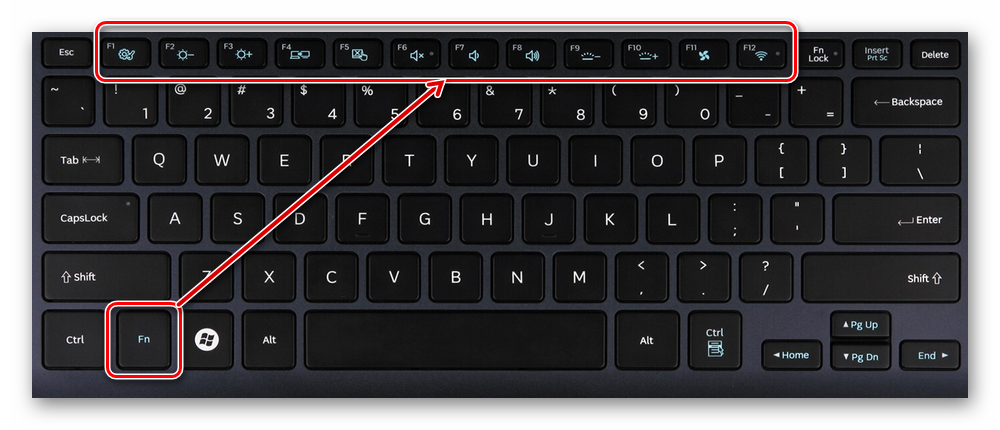 Esc F1 F2 F3 F4 F5 F6 F7 F8 F9 F10 F11 F12 Fn Lock Insert Prt Sc Delete
~ ` ! 1 @ 2 # 3 $ 4 % 5 6 & 7 * 8 ( 9 ) 0 _ - + = Backspace
Tab Q W E R T Y U I O P { [ } ] ¦ \
CapsLock A S D F G H J K L : ; " ' Enter
Shift Z X C V B N M < , > . ? / Shift
Ctrl Fn Alt Alt Ctrl Pg Up
Home Pg Dn End